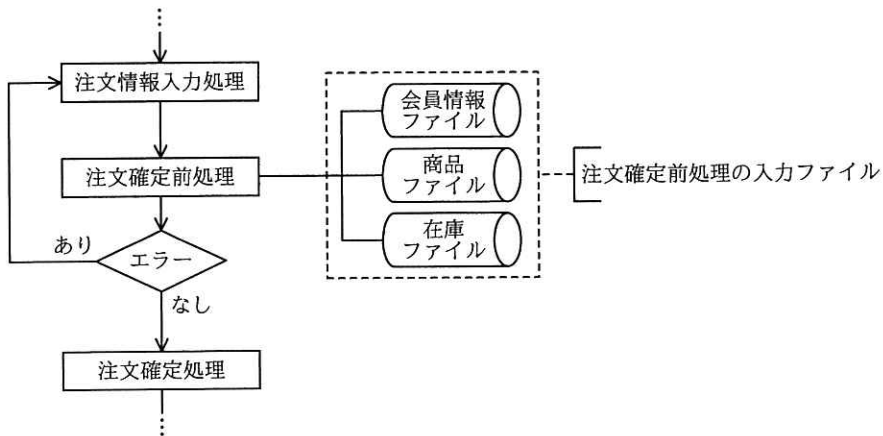 注文情報入力処理
会員情報
ファイル
注文確定前処理
商品
ファイル
注文確定前処理の入力ファイル
在庫
ファイル
あり
エラー
なし
注文確定処理